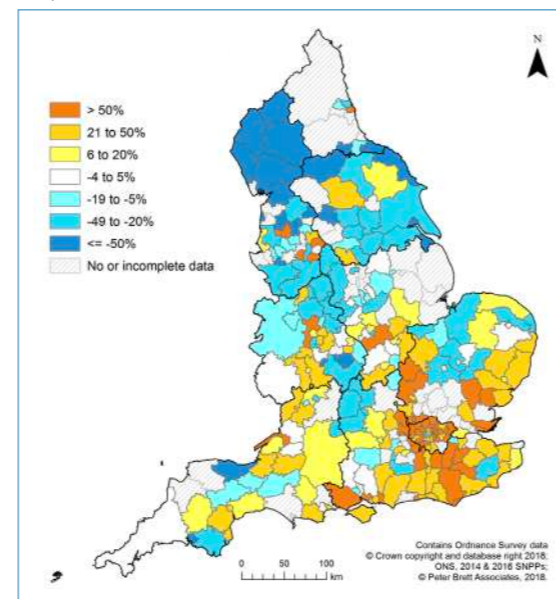 N
> 50%
21 to 50%
6 to 20%
-4 to 5%
-19 to -5%
-49 to -20%
<= -50%
No or incomplete data
Contains Ordnance Survey data
© Crown copyright and database right 2018;
ONS, 2014 & 2016 SNPPs;
© Peter Brett Associates, 2018.
0 50 100
km